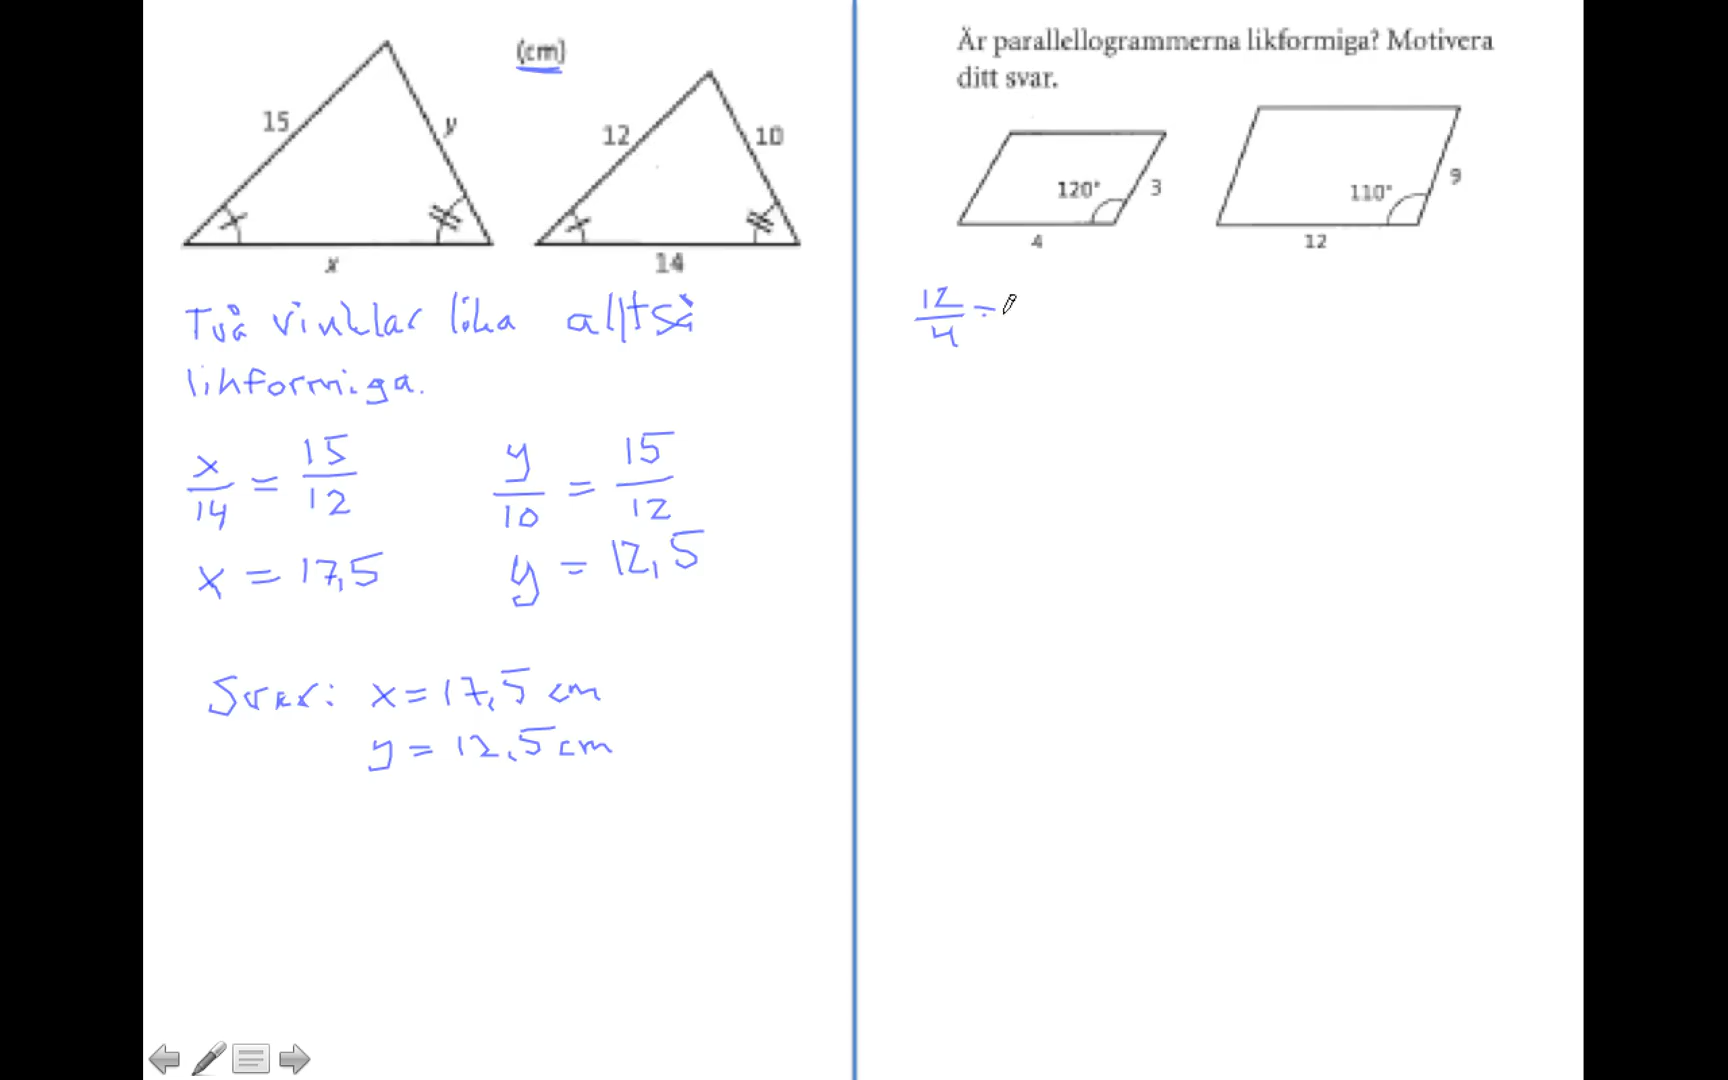 (cm)
15
y
x
12
10
14
Två vinklar lika alltså
likformiga.
x/14 = 15/12
y/10 = 15/12
x = 17,5
y = 12,5
Svar: x = 17,5 cm
y = 12,5 cm
Är parallellogrammerna likformiga? Motivera
ditt svar.
120°
3
4
110°
9
12
12/4 =